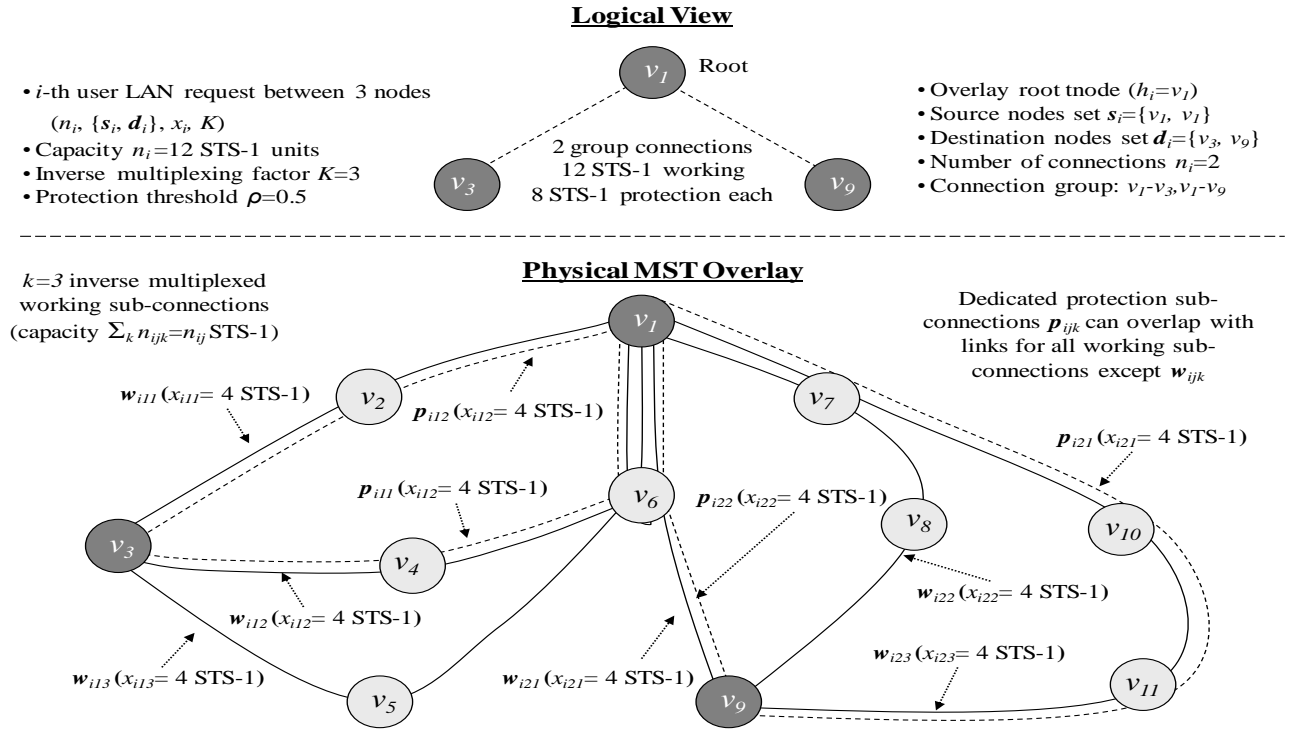 Logical View
v1
Root
• i-th user LAN request between 3 nodes
(ni, {si, di}, xi, K)
• Capacity ni=12 STS-1 units
• Inverse multiplexing factor K=3
• Protection threshold ρ=0.5
2 group connections
12 STS-1 working
8 STS-1 protection each
v3
v9
• Overlay root tnode (hi=v1)
• Source nodes set si={v1, v1}
• Destination nodes set di={v3, v9}
• Number of connections ni=2
• Connection group: v1-v3,v1-v9
Physical MST Overlay
k=3 inverse multiplexed
working sub-connections
(capacity Σk nijk=nij STS-1)
Dedicated protection sub-
connections pijk can overlap with
links for all working sub-
connections except wijk
v1
v2
v7
wi11 (xi11= 4 STS-1)
pi12 (xi12= 4 STS-1)
pi21 (xi21= 4 STS-1)
pi11 (xi12= 4 STS-1)
v6
pi22 (xi22= 4 STS-1)
v8
v10
v3
v4
wi12 (xi12= 4 STS-1)
wi22 (xi22= 4 STS-1)
wi13 (xi13= 4 STS-1)
wi21 (xi21= 4 STS-1)
wi23 (xi23= 4 STS-1)
v5
v9
v11